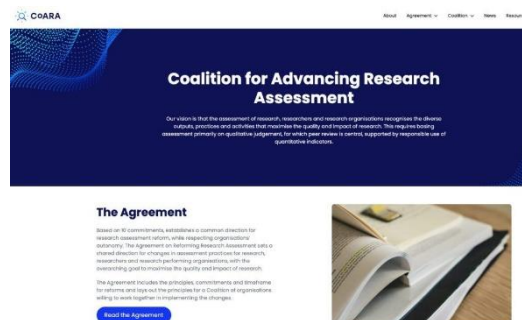 CoARA
About Agreement Coalition News Resour
Coalition for Advancing Research
Assessment
Our vision is that the assessment of research, researchers and research organisations recognises the diverse
outputs, practices and activities that maximise the quality and impact of research. This requires basing
assessment primarily on qualitative judgement, for which peer review is central, supported by responsible use of
quantitative indicators.
The Agreement
Based on 10 commitments, establishes a common direction for
research assessment reform, while respecting organisations'
autonomy. The Agreement on Reforming Research Assessment sets a
shared direction for changes in assessment practices for research,
researchers and research performing organisations, with the
overarching goal to maximise the quality and impact of research.
The Agreement includes the principles, commitments and timeframe
for reforms and lays out the principles for a Coalition of organisations
willing to work together in implementing the changes.
Read the Agreement